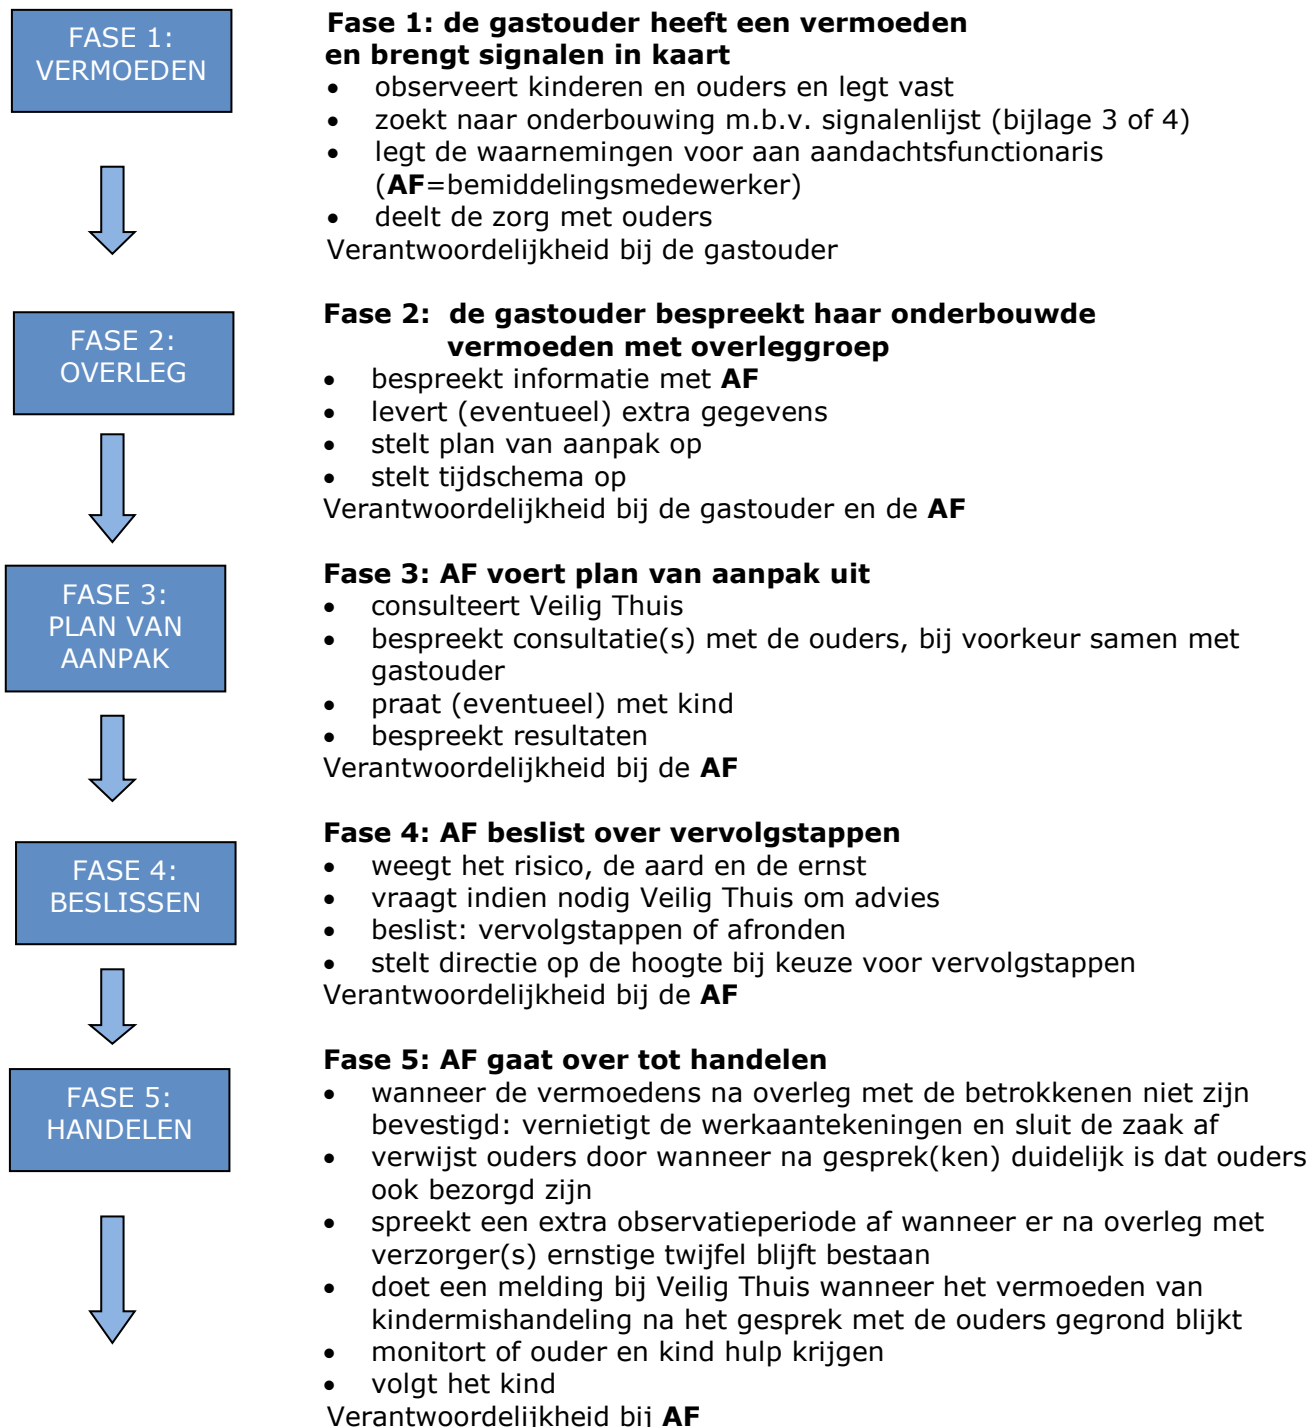 FASE 1:
VERMOEDEN
Fase 1: de gastouder heeft een vermoeden
en brengt signalen in kaart
• observeert kinderen en ouders en legt vast
• zoekt naar onderbouwing m.b.v. signalenlijst (bijlage 3 of 4)
• legt de waarnemingen voor aan aandachtsfunctionaris
(AF=bemiddelingsmedewerker)
• deelt de zorg met ouders
Verantwoordelijkheid bij de gastouder
FASE 2:
OVERLEG
Fase 2: de gastouder bespreekt haar onderbouwde
vermoeden met overleggroep
• bespreekt informatie met AF
• levert (eventueel) extra gegevens
• stelt plan van aanpak op
• stelt tijdschema op
Verantwoordelijkheid bij de gastouder en de AF
FASE 3:
PLAN VAN
AANPAK
Fase 3: AF voert plan van aanpak uit
• consulteert Veilig Thuis
• bespreekt consultatie(s) met de ouders, bij voorkeur samen met
gastouder
• praat (eventueel) met kind
• bespreekt resultaten
Verantwoordelijkheid bij de AF
FASE 4:
BESLISSEN
Fase 4: AF beslist over vervolgstappen
• weegt het risico, de aard en de ernst
• vraagt indien nodig Veilig Thuis om advies
• beslist: vervolgstappen of afronden
• stelt directie op de hoogte bij keuze voor vervolgstappen
Verantwoordelijkheid bij de AF
FASE 5:
HANDELEN
Fase 5: AF gaat over tot handelen
• wanneer de vermoedens na overleg met de betrokkenen niet zijn
bevestigd: vernietigt de werkaantekeningen en sluit de zaak af
• verwijst ouders door wanneer na gesprek(ken) duidelijk is dat ouders
ook bezorgd zijn
• spreekt een extra observatieperiode af wanneer er na overleg met
verzorger(s) ernstige twijfel blijft bestaan
• doet een melding bij Veilig Thuis wanneer het vermoeden van
kindermishandeling na het gesprek met de ouders gegrond blijkt
• monitort of ouder en kind hulp krijgen
• volgt het kind
Verantwoordelijkheid bij AF